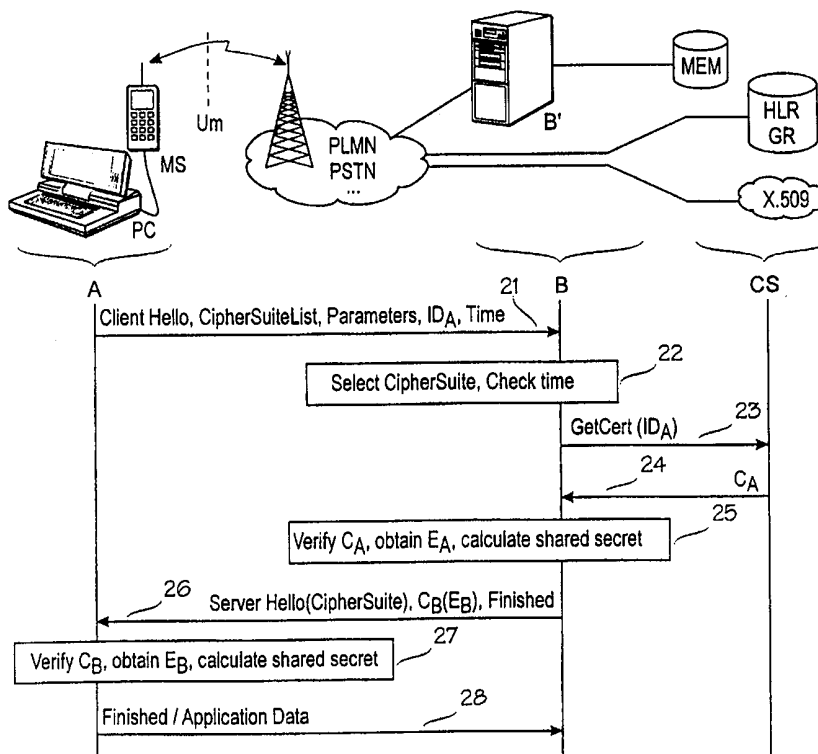 MEM
B'
HLR
GR
Um
PLMN
PSTN
...
MS
X.509
PC
A
B
CS
21
Client Hello, CipherSuiteList, Parameters, IDA, Time
22
Select CipherSuite, Check time
23
GetCert (IDA)
24
CA
25
Verify CA, obtain EA, calculate shared secret
26
Server Hello(CipherSuite), CB(EB), Finished
27
Verify CB, obtain EB, calculate shared secret
28
Finished / Application Data